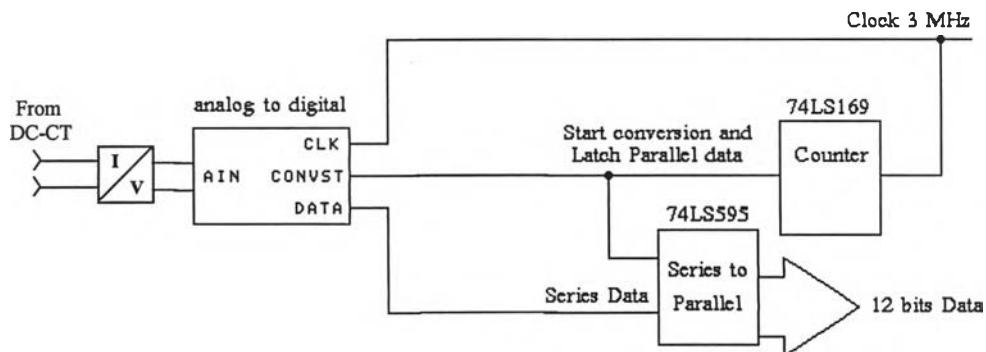 Clock 3 MHz
From
DC-CT
analog to digital
74LS169
I
V
AIN
CLK
CONVST
DATA
Start conversion and
Latch Parallel data
Counter
74LS595
Series to
Parallel
Series Data
12 bits Data